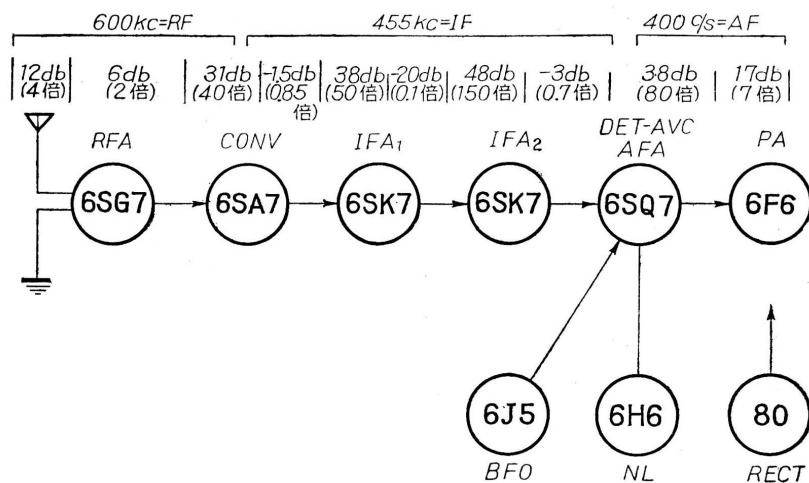 600kc=RF 455kc=IF 400 c/s=AF
12db 6db 31db -1.5db 38db -20db 48db -3db 38db 17db
(4倍) (2倍) (40倍) (0.85倍) (50倍) (0.1倍) (150倍) (0.7倍) (80倍) (7倍)
RFA CONV IFA₁ IFA₂ DET-AVC AFA PA
6SG7 6SA7 6SK7 6SK7 6SQ7 6F6
6J5 6H6 80
BFO NL RECT